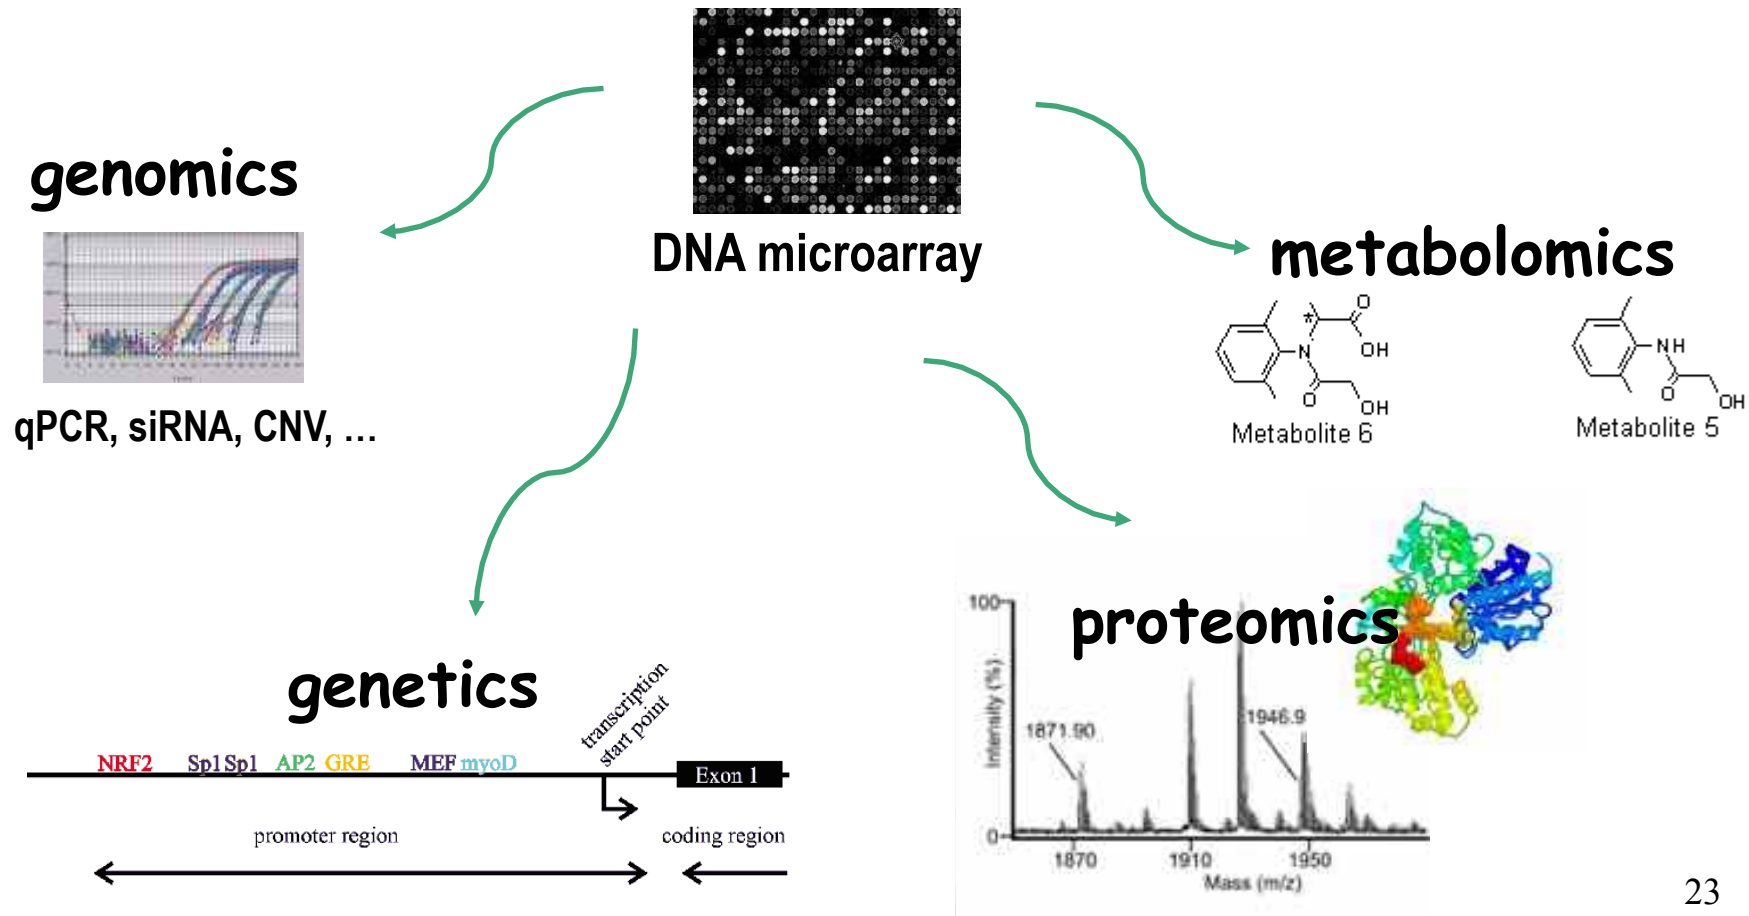 genomics
DNA microarray
metabolomics
qPCR, siRNA, CNV, …
O
*
OH
N
O
OH
Metabolite 6
NH
O
OH
Metabolite 5
genetics
transcription
start point
NRF2 Sp1 Sp1 AP2 GRE MEF myoD
Exon 1
promoter region
coding region
proteomics
100
Intensity (%)
1871.90
1946.9
0
1870 1910 1950
Mass (m/z)
23